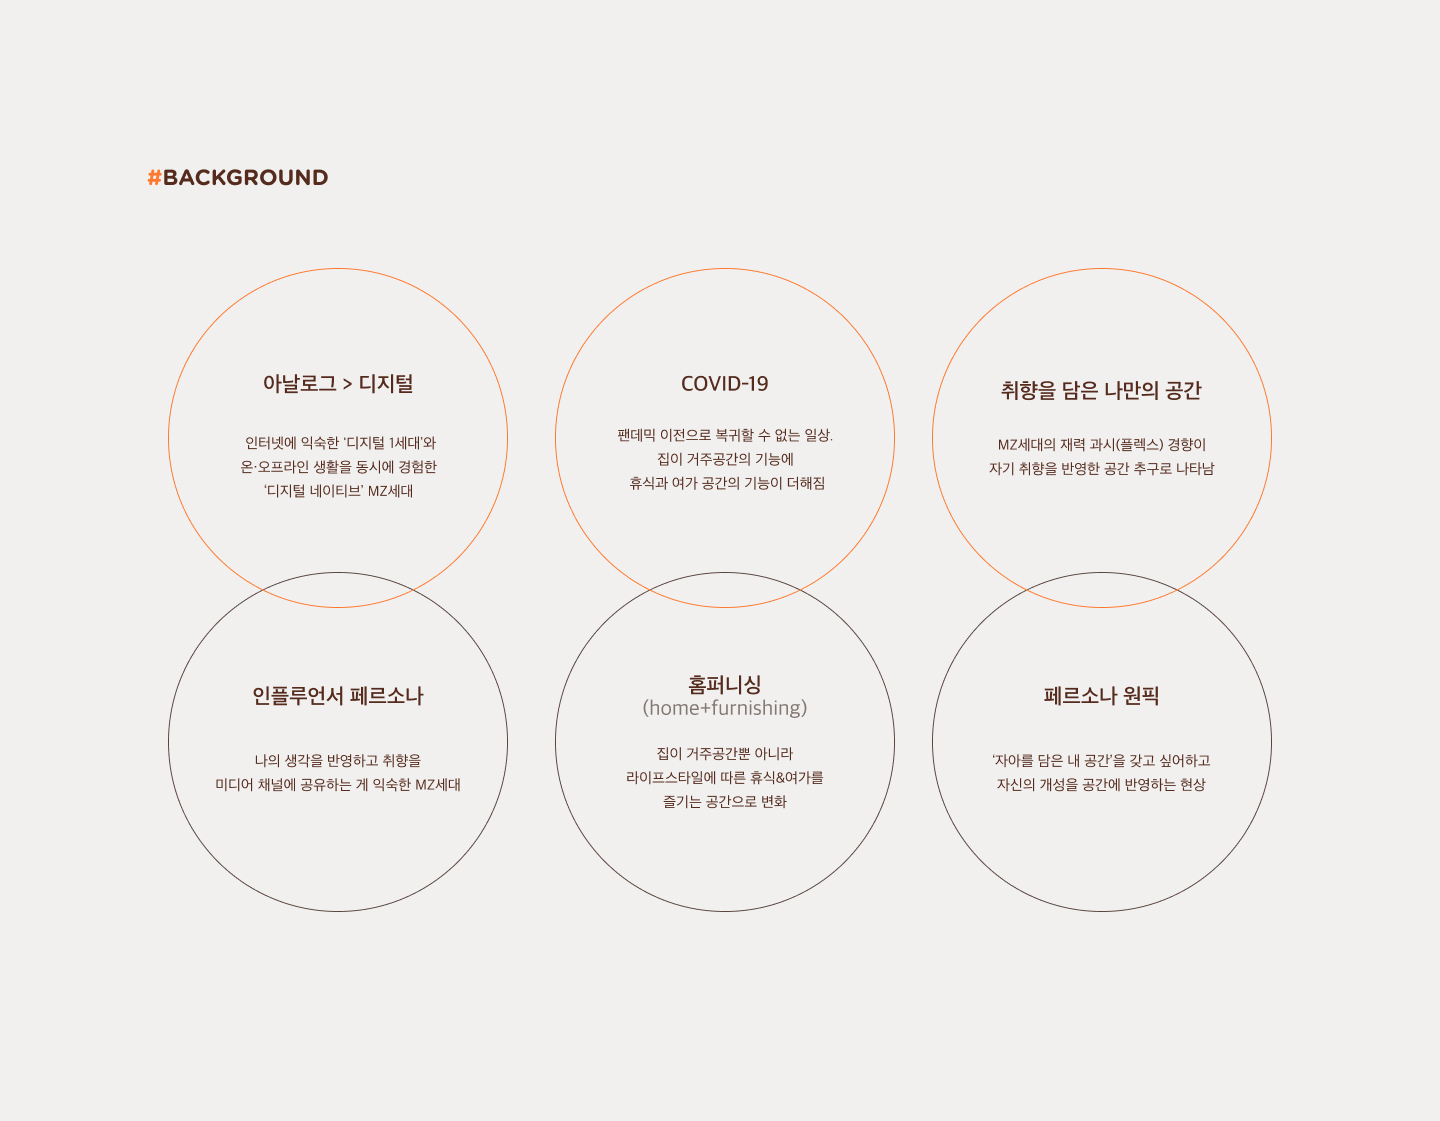 #BACKGROUND
아날로그 > 디지털
인터넷에 익숙한 ‘디지털 1세대’와
온·오프라인 생활을 동시에 경험한
‘디지털 네이티브’ MZ세대
COVID-19
팬데믹 이전으로 복귀할 수 없는 일상.
집이 거주공간의 기능에
휴식과 여가 공간의 기능이 더해짐
취향을 담은 나만의 공간
MZ세대의 재력 과시(플렉스) 경향이
자기 취향을 반영한 공간 추구로 나타남
인플루언서 페르소나
나의 생각을 반영하고 취향을
미디어 채널에 공유하는 게 익숙한 MZ세대
홈퍼니싱
(home+furnishing)
집이 거주공간뿐 아니라
라이프스타일에 따른 휴식&여가를
즐기는 공간으로 변화
페르소나 원픽
‘자아를 담은 내 공간’을 갖고 싶어하고
자신의 개성을 공간에 반영하는 현상